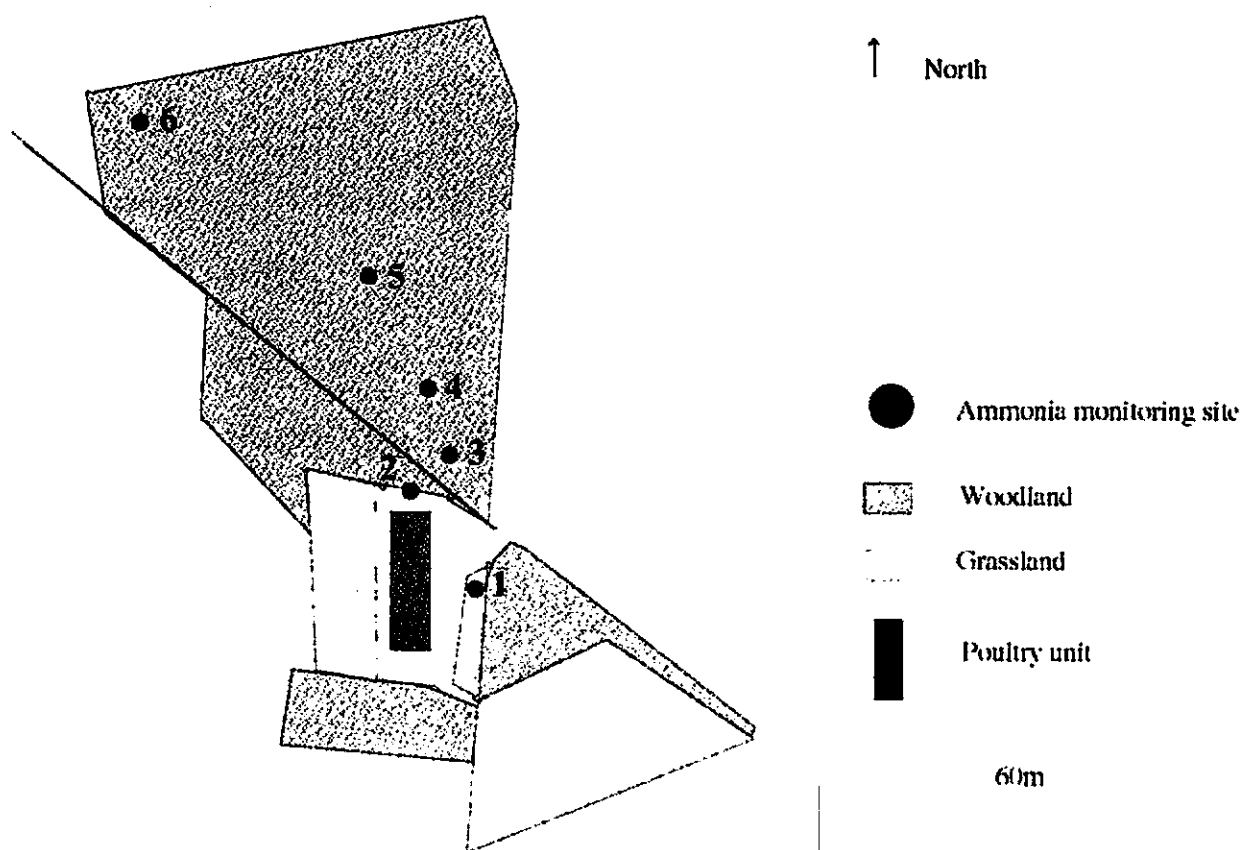 North
6
5
4
3
2
1
Ammonia monitoring site
Woodland
Grassland
Poultry unit
60m